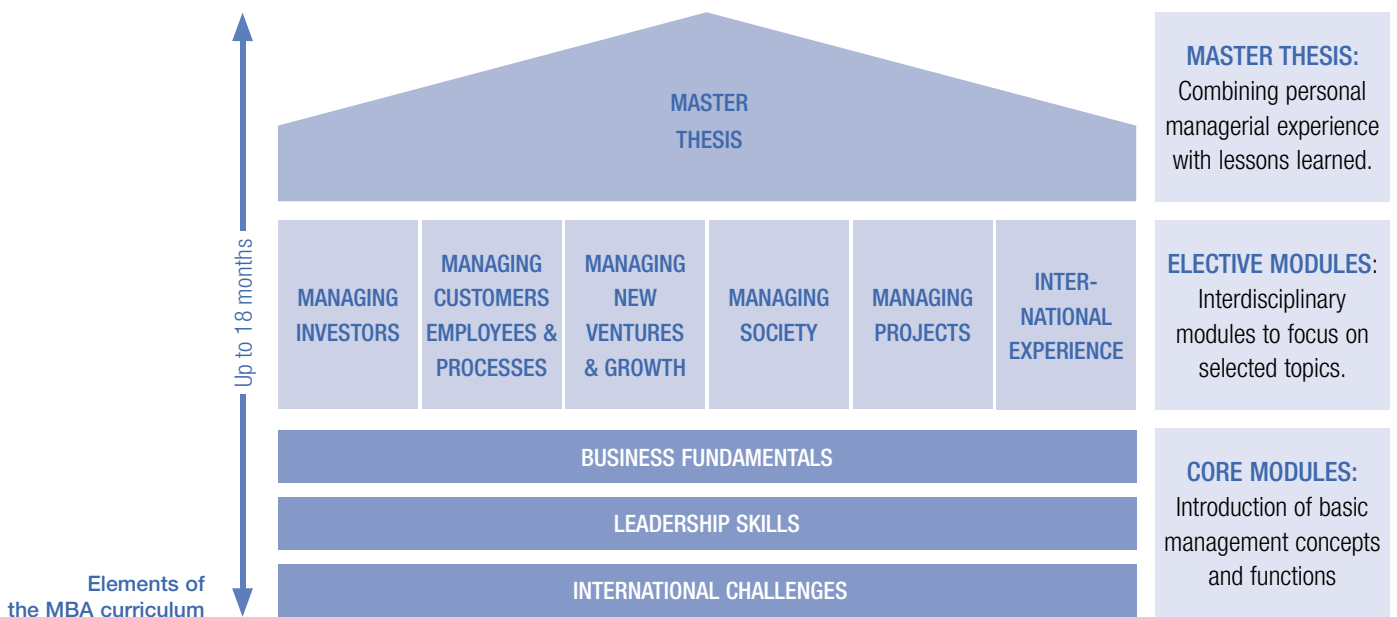 MASTER
THESIS
MASTER THESIS:
Combining personal
managerial experience
with lessons learned.
Up to 18 months
MANAGING
INVESTORS
MANAGING
CUSTOMERS
EMPLOYEES &
PROCESSES
MANAGING
NEW
VENTURES
& GROWTH
MANAGING
SOCIETY
MANAGING
PROJECTS
INTER-
NATIONAL
EXPERIENCE
ELECTIVE MODULES:
Interdisciplinary
modules to focus on
selected topics.
BUSINESS FUNDAMENTALS
LEADERSHIP SKILLS
INTERNATIONAL CHALLENGES
CORE MODULES:
Introduction of basic
management concepts
and functions
Elements of
the MBA curriculum